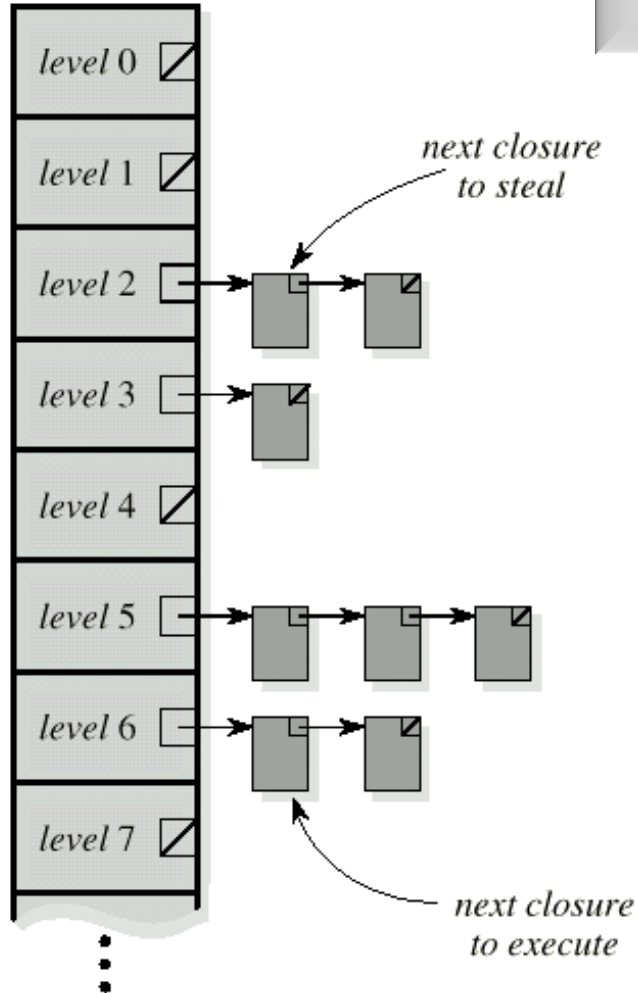 level 0
level 1
next closure
to steal
level 2
level 3
level 4
level 5
level 6
level 7
next closure
to execute